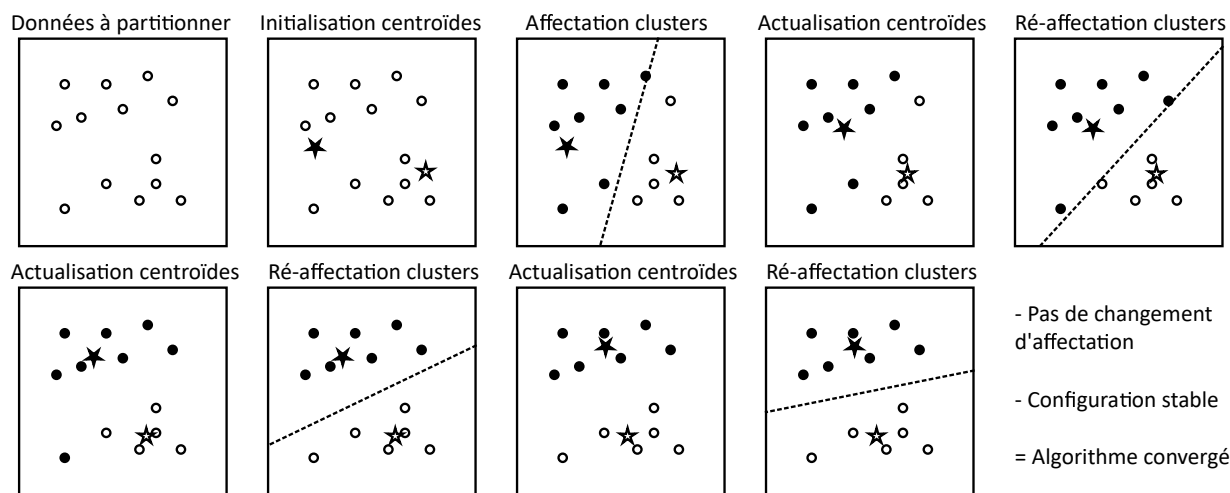 Données à partitionner
Initialisation centroïdes
Affectation clusters
Actualisation centroïdes
Ré-affectation clusters
Actualisation centroïdes
Ré-affectation clusters
Actualisation centroïdes
Ré-affectation clusters
- Pas de changement
d'affectation
- Configuration stable
= Algorithme convergé